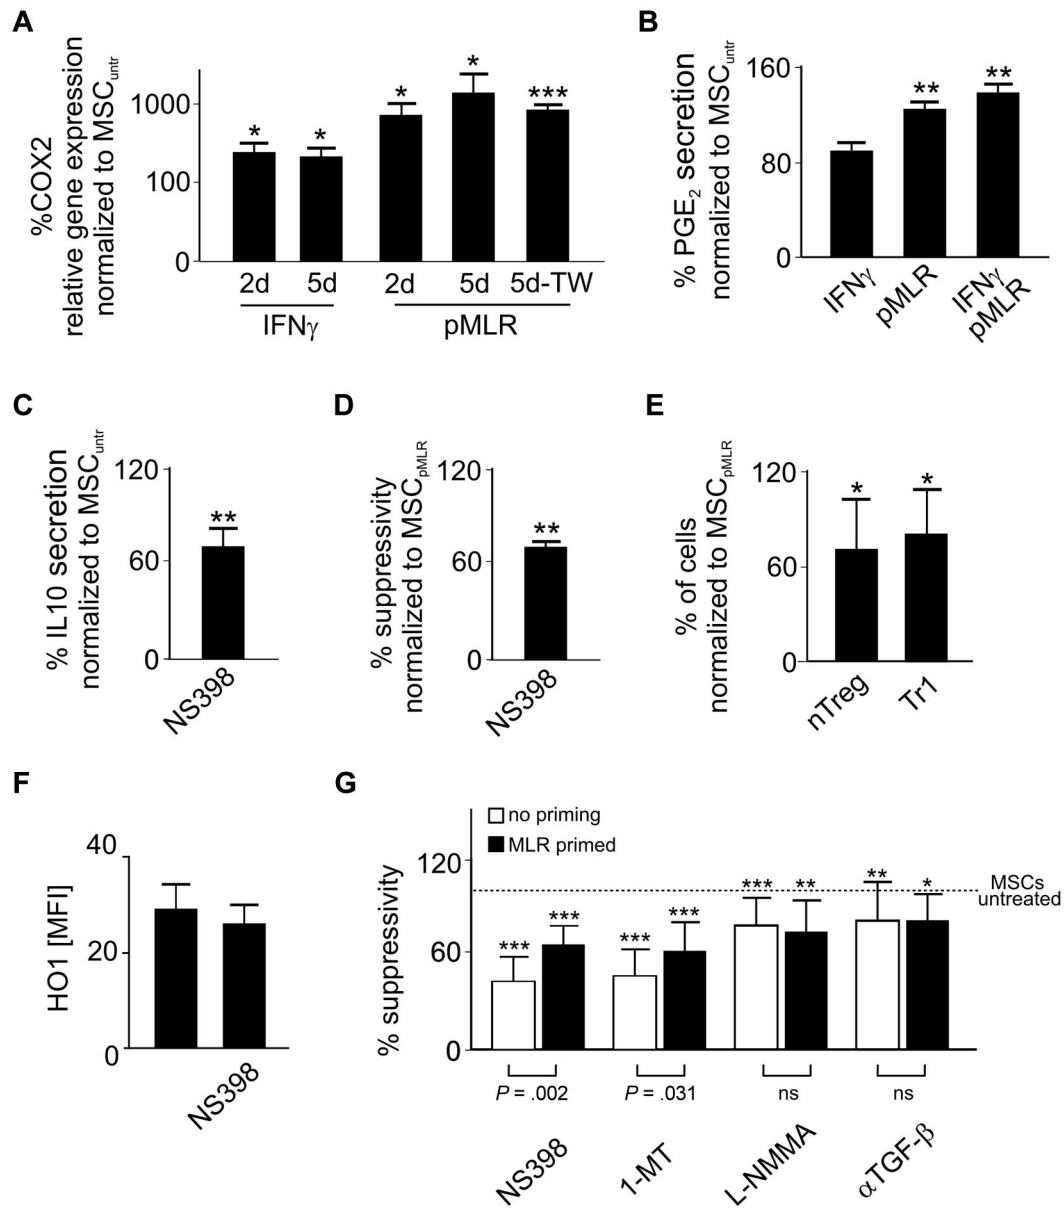 A
%COX2
relative gene expression
normalized to MSCuntr
1000
100
0
*
*
*
*
***
2d
5d
2d
5d
5d-TW
IFNγ
pMLR
B
% PGE2 secretion
normalized to MSCuntr
160
80
0
**
**
IFNγ
pMLR
IFNγ
pMLR
C
% IL10 secretion
normalized to MSCuntr
120
60
0
**
NS398
D
% suppressivity
normalized to MSCpMLR
120
60
0
**
NS398
E
% of cells
normalized to MSCpMLR
120
60
0
*
*
nTreg
Tr1
F
HO1 [MFI]
40
20
0
NS398
G
no priming
MLR primed
% suppressivity
120
60
0
MSCs
untreated
***
***
***
***
***
**
**
*
P = .002
P = .031
ns
ns
NS398
1-MT
L-NMMA
αTGF-β